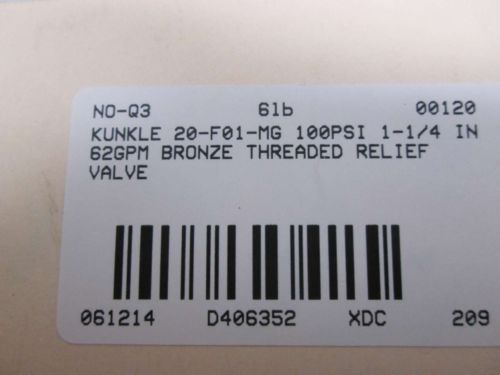 NO-Q3 6lb 00120
KUNKLE 20-F01-MG 100PSI 1-1/4 IN
62GPM BRONZE THREADED RELIEF
VALVE
061214 D406352 XDC 209